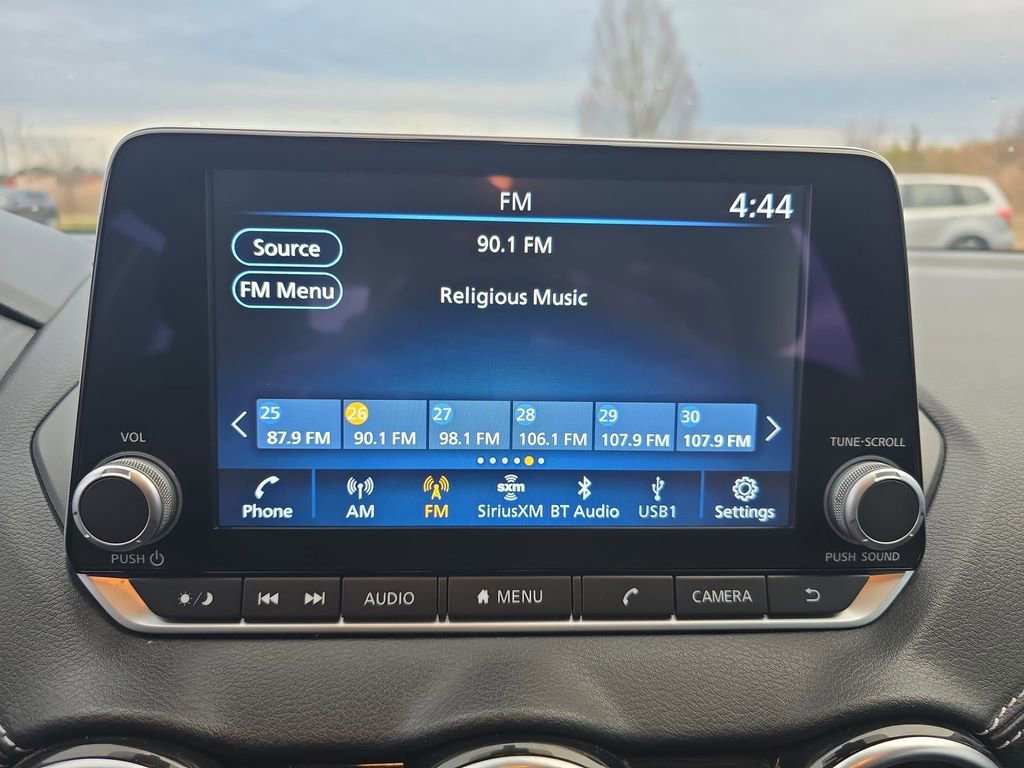 FM
4:44
Source
90.1 FM
FM Menu
Religious Music
25 26 27 28 29 30
87.9 FM 90.1 FM 98.1 FM 106.1 FM 107.9 FM 107.9 FM
sxm
Phone AM FM SiriusXM BT Audio USB1 Settings
VOL
TUNE·SCROLL
PUSH
PUSH SOUND
AUDIO MENU CAMERA